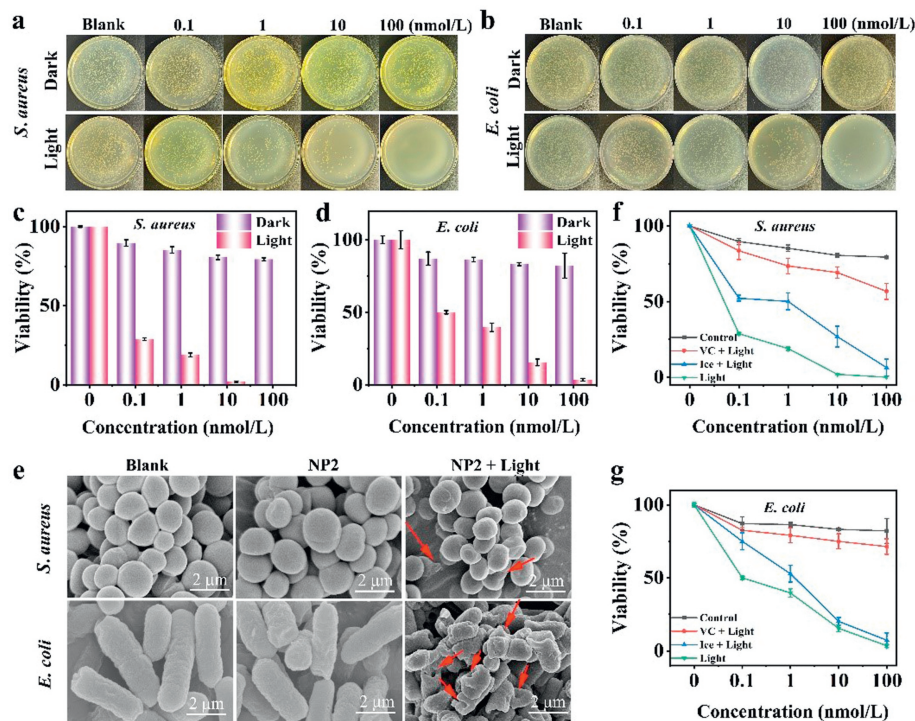 a
Blank 0.1 1 10 100 (nmol/L)
S. aureus
Dark
Light
b
Blank 0.1 1 10 100 (nmol/L)
E. coli
Dark
Light
c
S. aureus
Dark
Light
Viability (%)
100
50
0
0 0.1 1 10 100
Concentration (nmol/L)
d
E. coli
Dark
Light
Viability (%)
100
50
0
0 0.1 1 10 100
Concentration (nmol/L)
f
S. aureus
Viability (%)
100
50
0
Control
VC + Light
Ice + Light
Light
0 0.1 1 10 100
Concentration (nmol/L)
e
Blank NP2 NP2 + Light
S. aureus
2 μm 2 μm 2 μm
E. coli
2 μm 2 μm 2 μm
g
E. coli
Viability (%)
100
50
0
Control
VC + Light
Ice + Light
Light
0 0.1 1 10 100
Concentration (nmol/L)